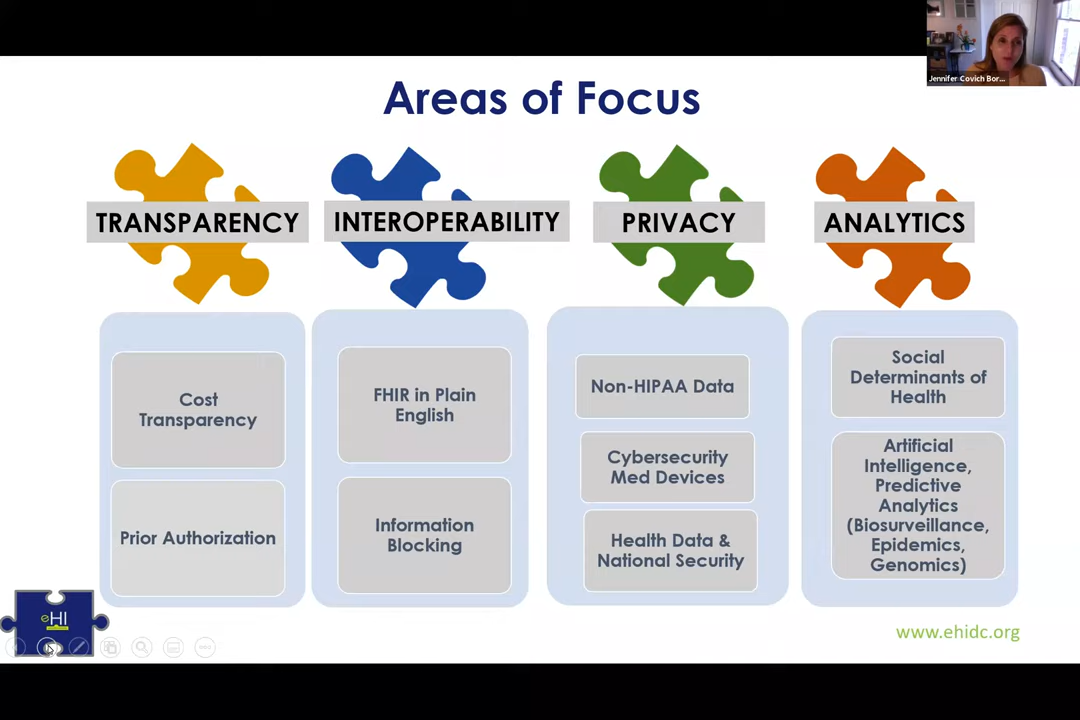 Jennifer Covich Bor...
Areas of Focus
TRANSPARENCY
INTEROPERABILITY
PRIVACY
ANALYTICS
Cost
Transparency
Prior Authorization
FHIR in Plain
English
Information
Blocking
Non-HIPAA Data
Cybersecurity
Med Devices
Health Data &
National Security
Social
Determinants of
Health
Artificial
Intelligence,
Predictive
Analytics
(Biosurveillance,
Epidemics,
Genomics)
eHI
www.ehidc.org